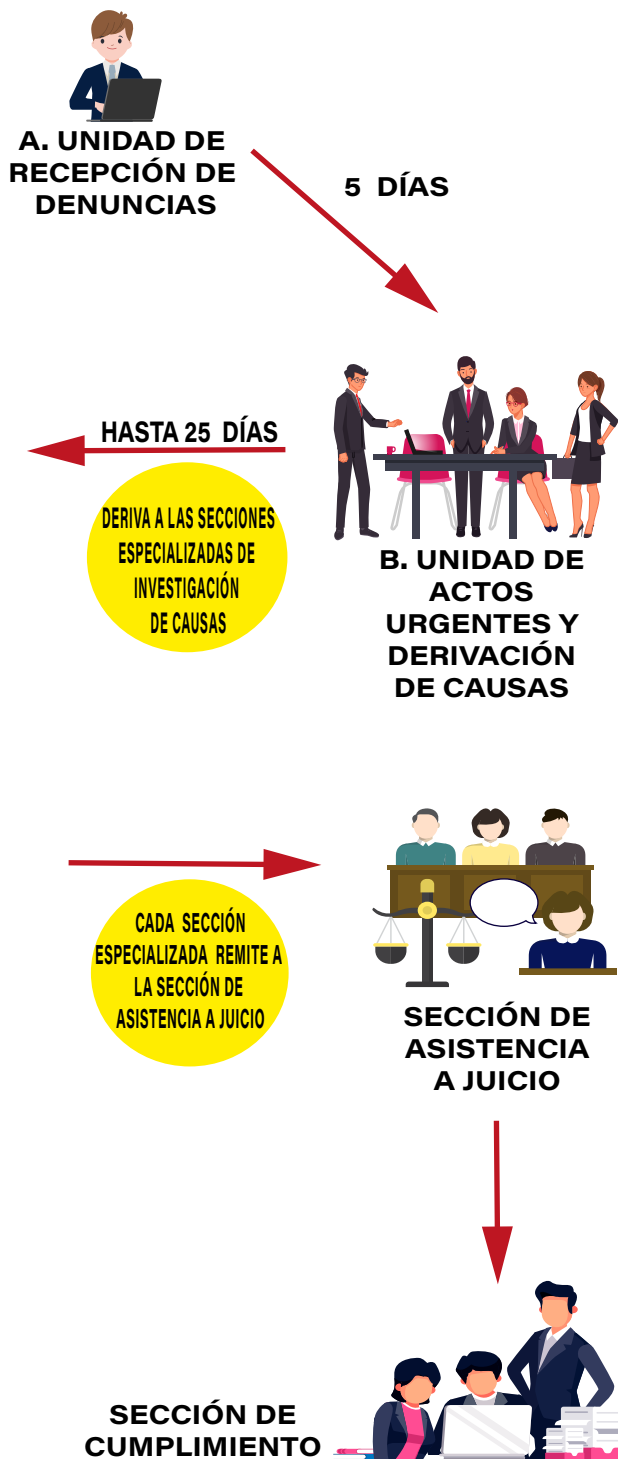 A. UNIDAD DE
RECEPCIÓN DE
DENUNCIAS
5 DÍAS
HASTA 25 DÍAS
DERIVA A LAS SECCIONES
ESPECIALIZADAS DE
INVESTIGACIÓN
DE CAUSAS
B. UNIDAD DE
ACTOS
URGENTES Y
DERIVACIÓN
DE CAUSAS
CADA SECCIÓN
ESPECIALIZADA REMITE A
LA SECCIÓN DE
ASISTENCIA A JUICIO
SECCIÓN DE
ASISTENCIA
A JUICIO
SECCIÓN DE
CUMPLIMIENTO